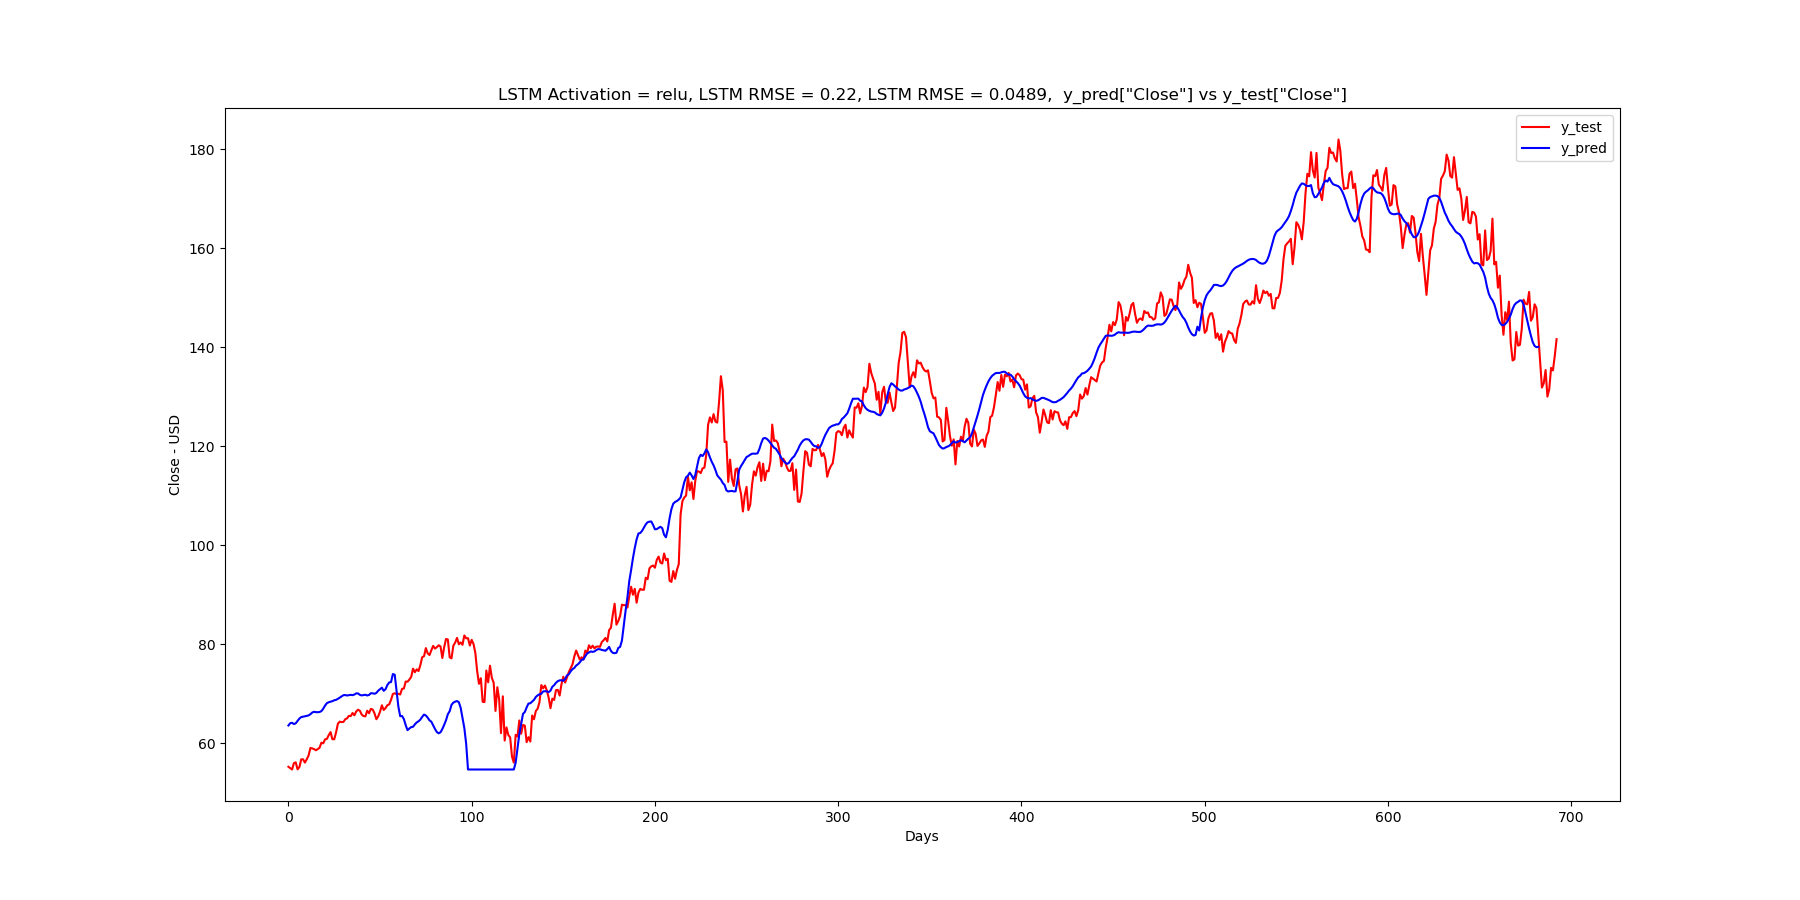 LSTM Activation = relu, LSTM RMSE = 0.22, LSTM RMSE = 0.0489,  y_pred["Close"] vs y_test["Close"]
y_test
y_pred
180
160
140
120
100
80
60
Close - USD
0 100 200 300 400 500 600 700
Days